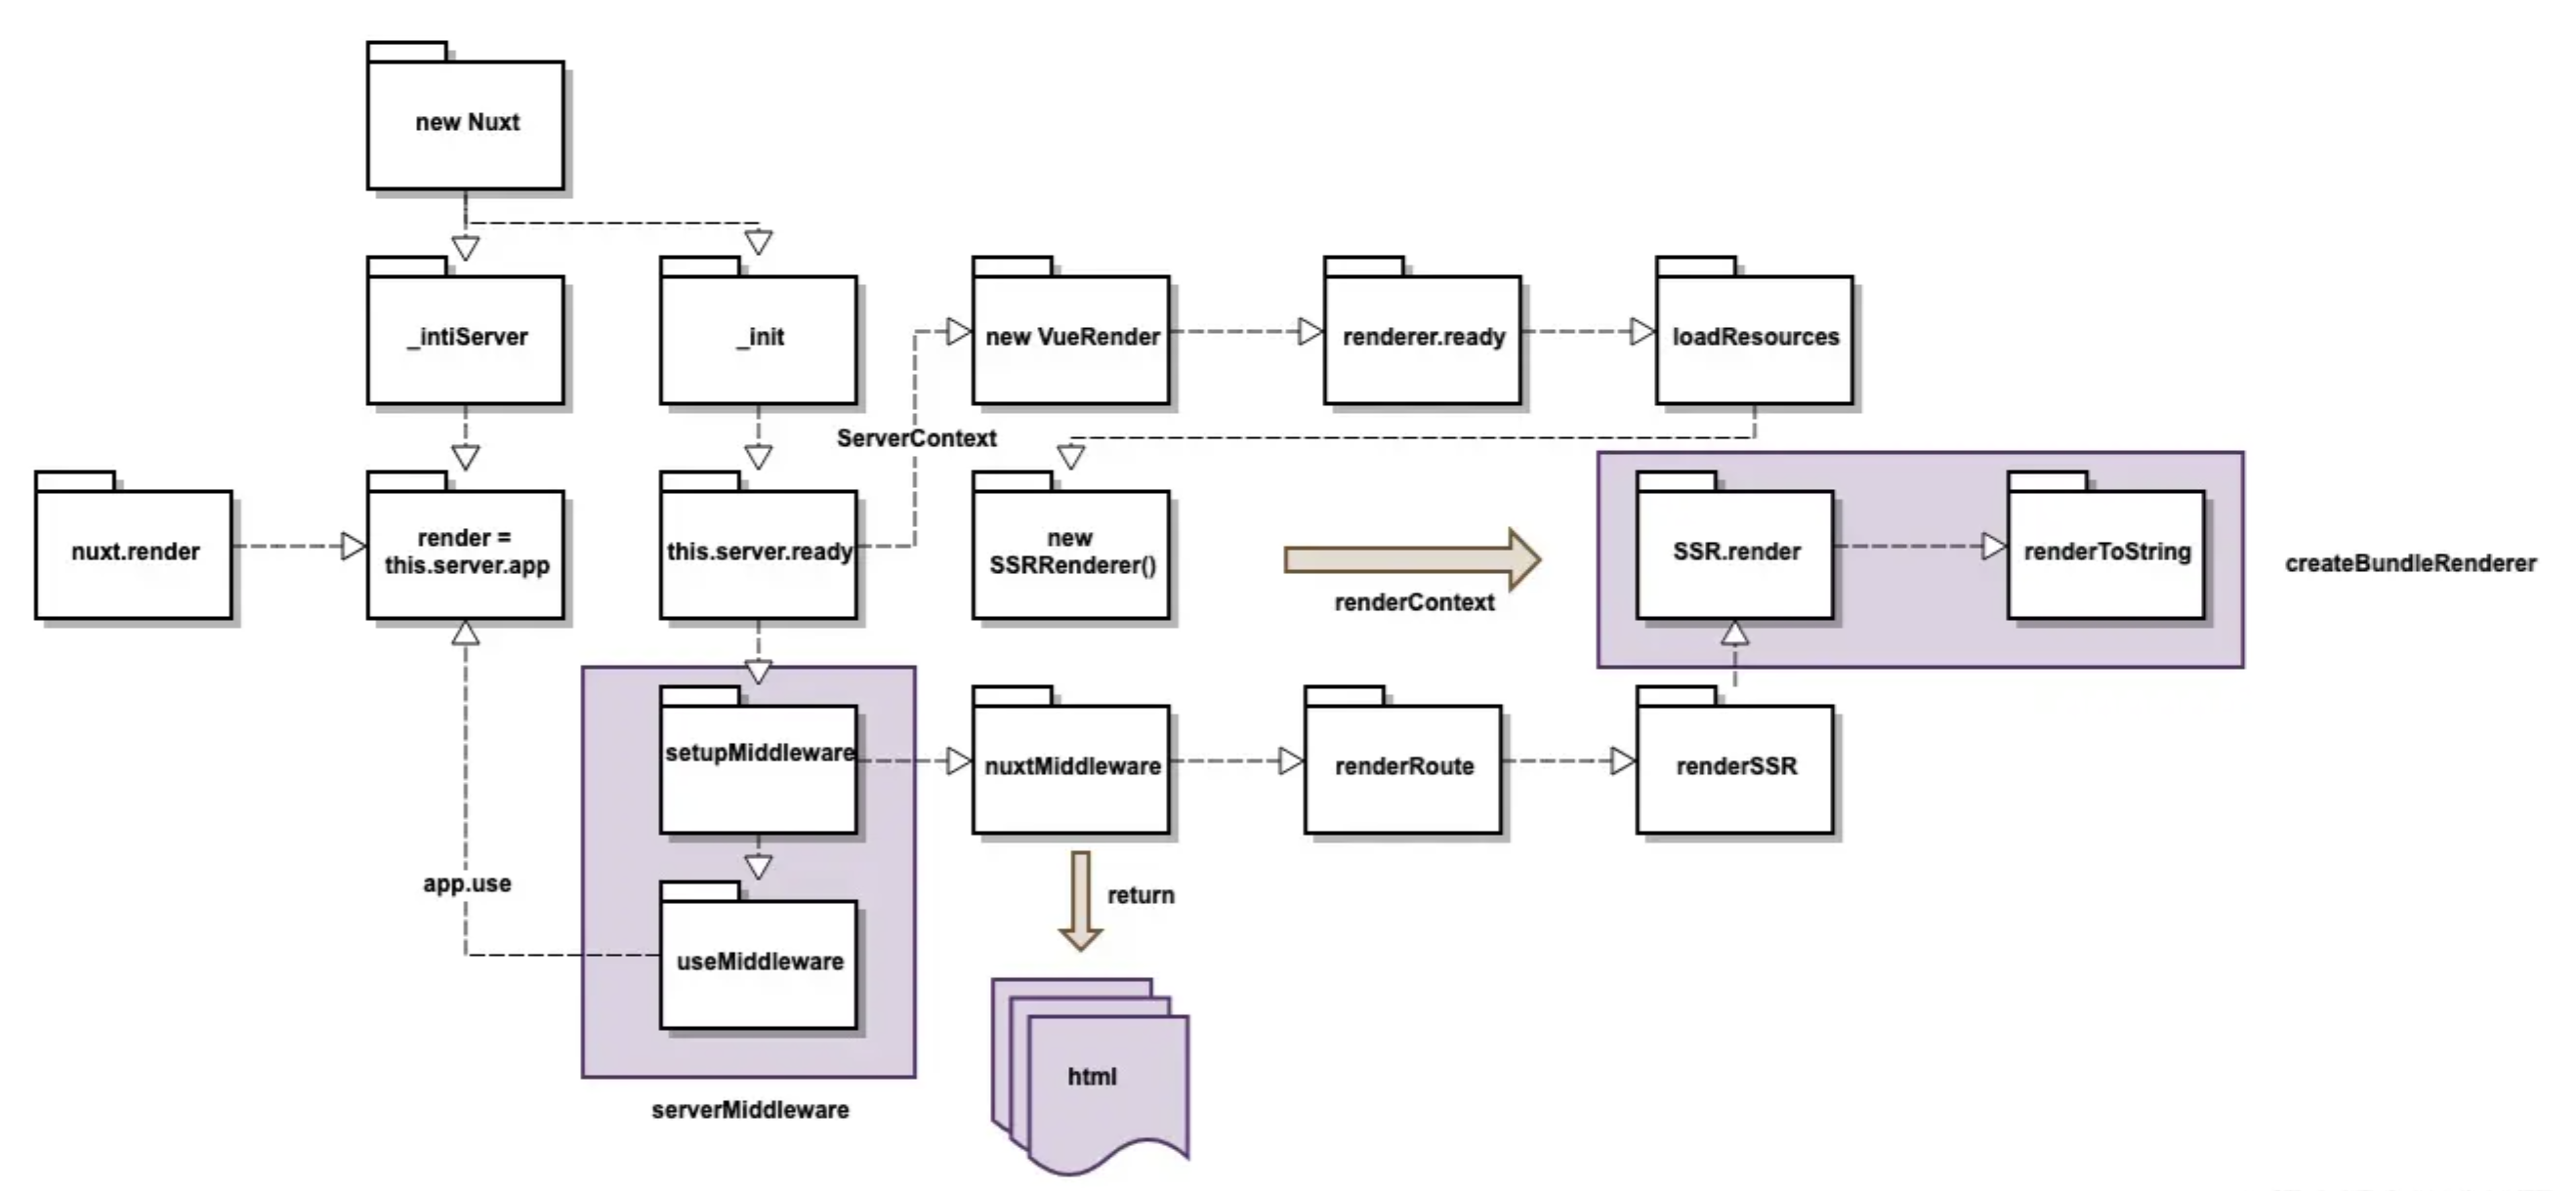 new Nuxt
_intiServer
_init
new VueRender
renderer.ready
loadResources
ServerContext
nuxt.render
render =
this.server.app
this.server.ready
new
SSRRenderer()
renderContext
SSR.render
renderToString
createBundleRenderer
setupMiddleware
nuxtMiddleware
renderRoute
renderSSR
app.use
return
useMiddleware
html
serverMiddleware